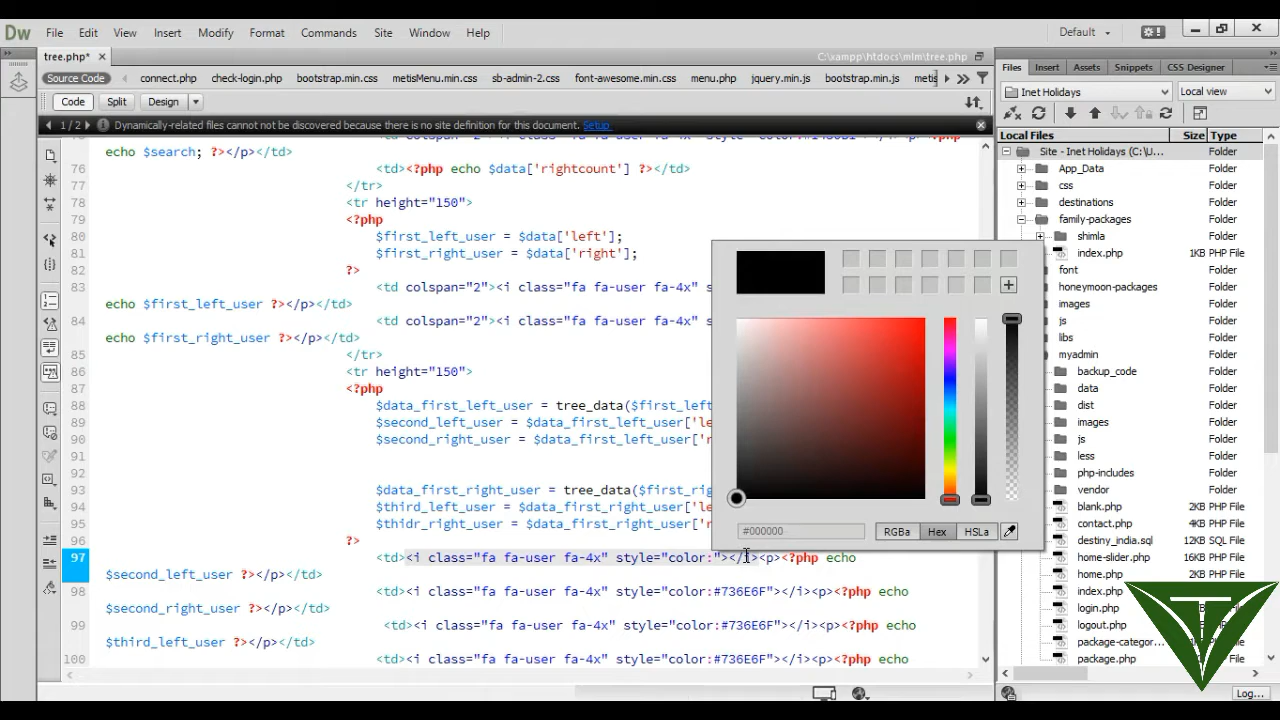 Dw File Edit View Insert Modify Format Commands Site Window Help Default
tree.php* × C:\xampp\htdocs\mlm\tree.php
Source Code connect.php check-login.php bootstrap.min.css metisMenu.min.css sb-admin-2.css font-awesome.min.css menu.php jquery.min.js bootstrap.min.js metis
Code Split Design
1 / 2 Dynamically-related files cannot not be discovered because there is no site definition for this document. Setup
echo $search; ?></p></td>
76 <td><?php echo $data['rightcount'] ?></td>
77 </tr>
78 <tr height="150">
79 <?php
80 $first_left_user = $data['left'];
81 $first_right_user = $data['right'];
82 ?>
83 <td colspan="2"><i class="fa fa-user fa-4x" s
echo $first_left_user ?></p></td>
84 <td colspan="2"><i class="fa fa-user fa-4x" s
echo $first_right_user ?></p></td>
85 </tr>
86 <tr height="150">
87 <?php
88 $data_first_left_user = tree_data($first_left
89 $second_left_user = $data_first_left_user['le
90 $second_right_user = $data_first_left_user['r
91
92
93 $data_first_right_user = tree_data($first_rig
94 $third_left_user = $data_first_right_user['le
95 $thidr_right_user = $data_first_right_user['r
96 ?>
97 <td><i class="fa fa-user fa-4x" style="color:"></i><p><?php echo
$second_left_user ?></p></td>
98 <td><i class="fa fa-user fa-4x" style="color:#736E6F"></i><p><?php echo
$second_right_user ?></p></td>
99 <td><i class="fa fa-user fa-4x" style="color:#736E6F"></i><p><?php echo
$third_left_user ?></p></td>
100 <td><i class="fa fa-user fa-4x" style="color:#736E6F"></i><p><?php echo
+
#000000 RGBa Hex HSLa
Files Insert Assets Snippets CSS Designer
Inet Holidays Local view
Local Files Size Type
Site - Inet Holidays (C:\U... Folder
App_Data Folder
css Folder
destinations Folder
family-packages Folder
shimla Folder
index.php 1KB PHP File
font Folder
honeymoon-packages Folder
images Folder
js Folder
libs Folder
myadmin Folder
backup_code Folder
data Folder
dist Folder
images Folder
js Folder
less Folder
php-includes Folder
vendor Folder
blank.php 2KB PHP File
contact.php 2KB PHP File
destiny_india.sql 12KB SQL File
home-slider.php 16KB PHP File
home.php 2KB PHP File
index.php
login.php
logout.php
package-categor...
package.php
Log...